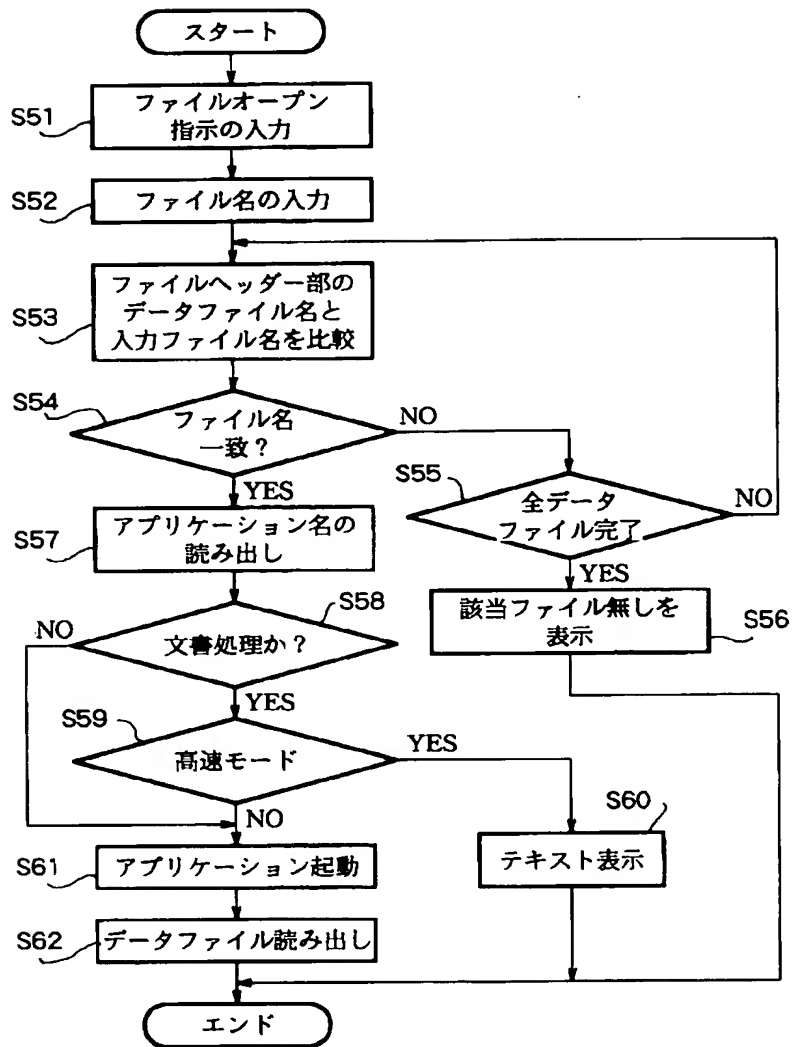 スタート
S51
ファイルオープン
指示の入力
S52
ファイル名の入力
S53
ファイルヘッダー部の
データファイル名と
入力ファイル名を比較
S54
ファイル名
一致？
NO
YES
S55
全データ
ファイル完了
NO
YES
S57
アプリケーション名の
読み出し
S56
該当ファイル無しを
表示
S58
文書処理か？
NO
YES
S59
高速モード
YES
NO
S60
テキスト表示
S61
アプリケーション起動
S62
データファイル読み出し
エンド